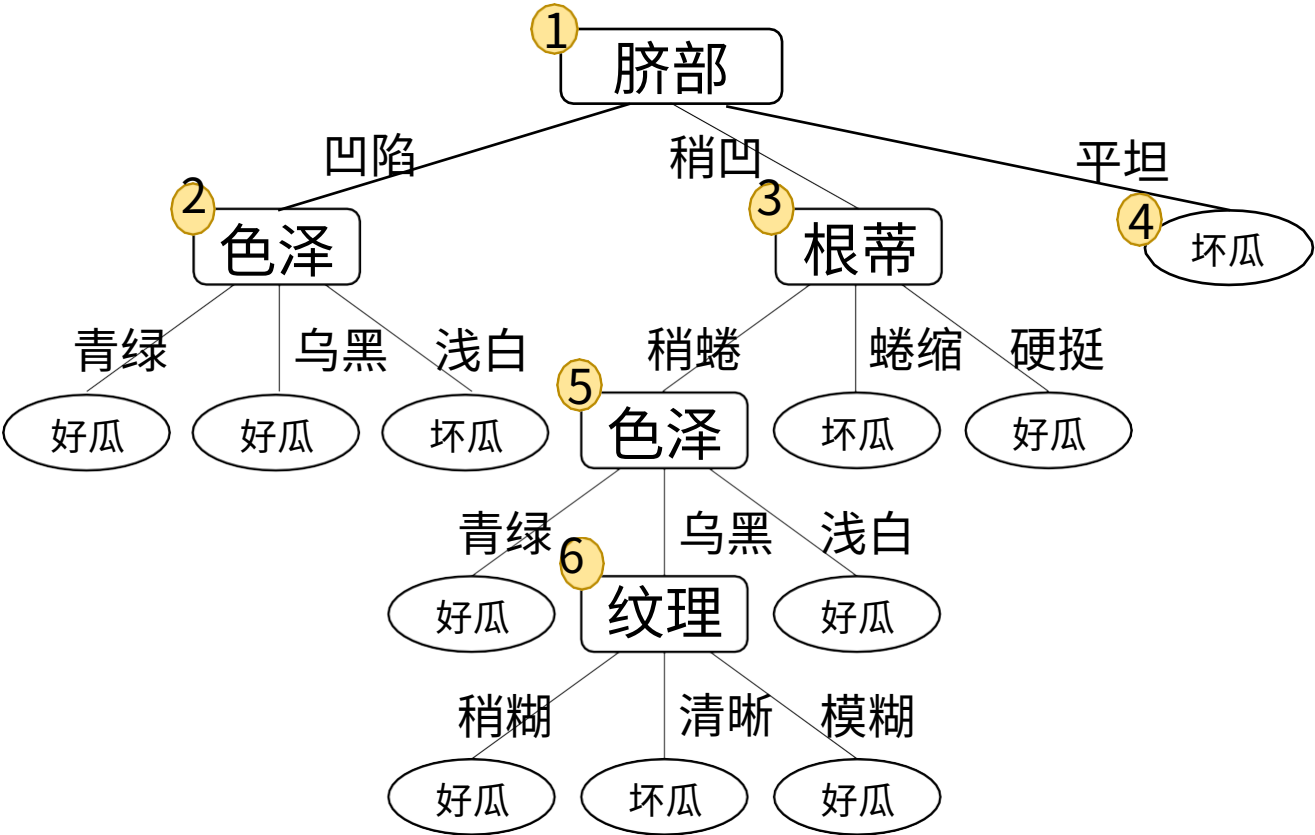 1
脐部
凹陷
稍凹
平坦
2
色泽
3
根蒂
4
坏瓜
青绿
乌黑
浅白
稍蜷
蜷缩
硬挺
好瓜
好瓜
坏瓜
5
色泽
坏瓜
好瓜
青绿
乌黑
浅白
好瓜
6
纹理
好瓜
稍糊
清晰
模糊
好瓜
坏瓜
好瓜